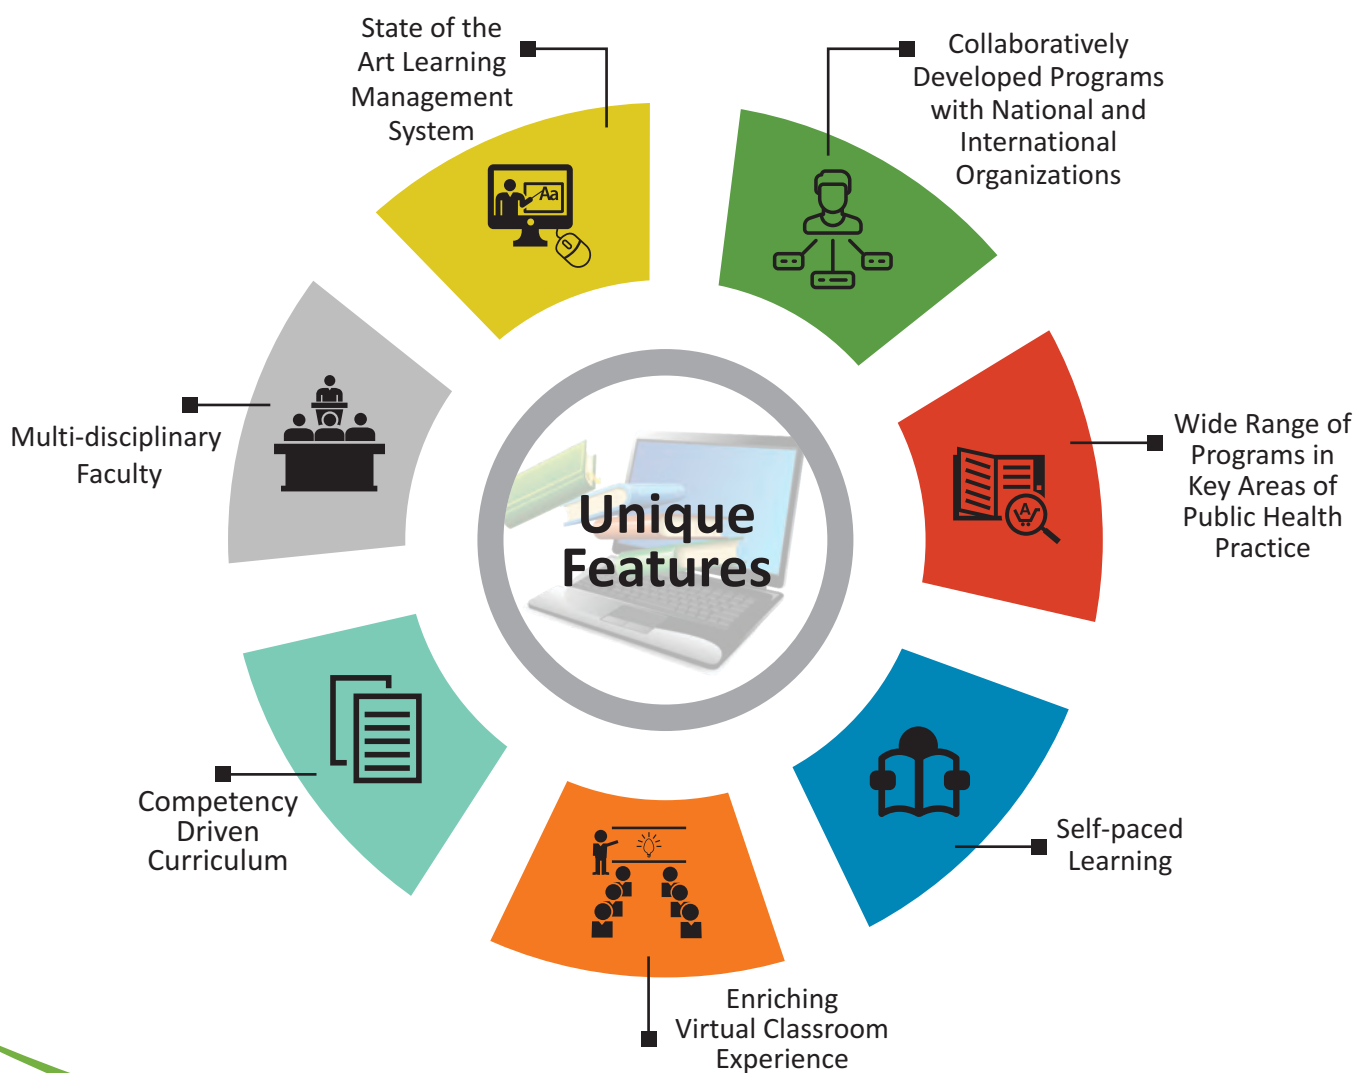 State of the
Art Learning
Management
System
Collaboratively
Developed Programs
with National and
International
Organizations
Aa
Multi-disciplinary
Faculty
Unique
Features
Wide Range of
Programs in
Key Areas of
Public Health
Practice
A
Competency
Driven
Curriculum
Self-paced
Learning
Enriching
Virtual Classroom
Experience